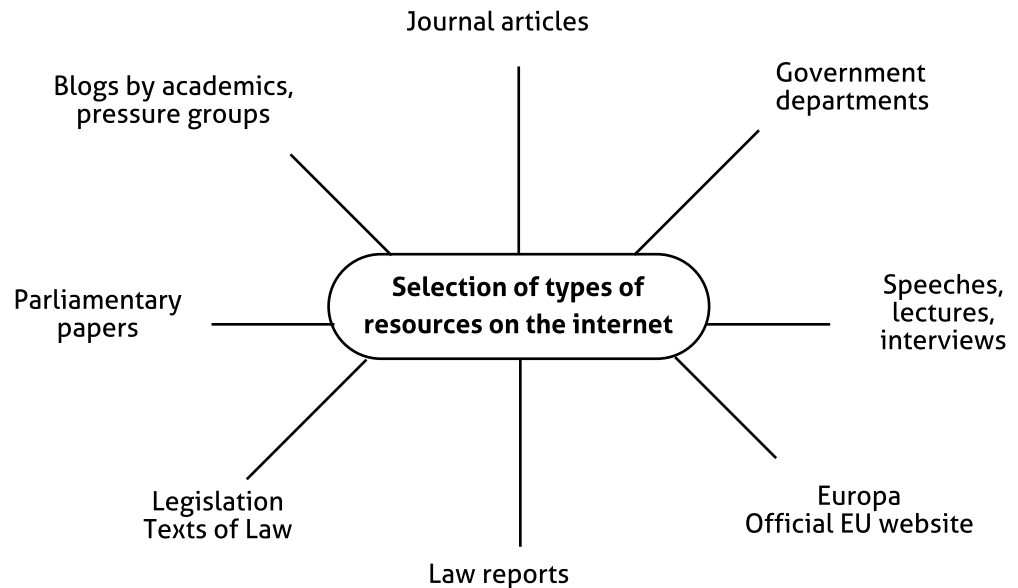 Journal articles
Blogs by academics,
pressure groups
Government
departments
Selection of types of
resources on the internet
Parliamentary
papers
Speeches,
lectures,
interviews
Legislation
Texts of Law
Europa
Official EU website
Law reports